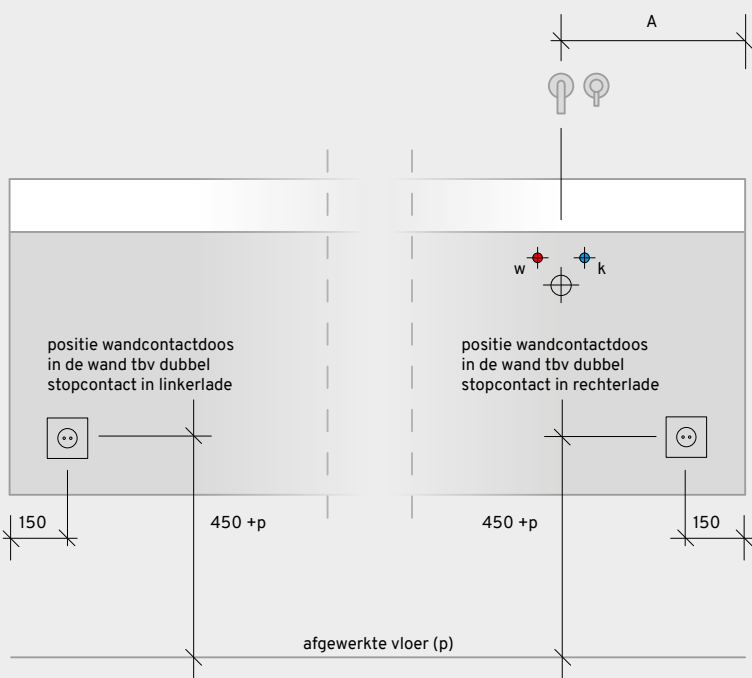 A
w
k
positie wandcontactdoos
in de wand tbv dubbel
stopcontact in linkerlade
positie wandcontactdoos
in de wand tbv dubbel
stopcontact in rechterlade
150
450 +p
450 +p
150
afgewerkte vloer (p)